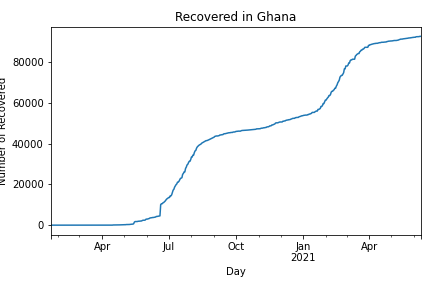 Recovered in Ghana
Number of Recovered
80000
60000
40000
20000
0
Apr
Jul
Oct
Jan
2021
Apr
Day